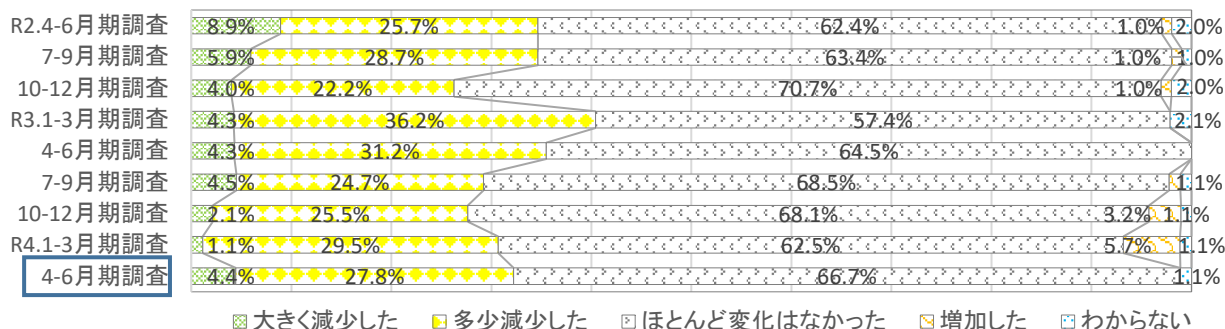 R2.4-6月期調査 8.9% 25.7% 62.4% 1.0% 2.0%
7-9月期調査 5.9% 28.7% 63.4% 1.0% 1.0%
10-12月期調査 4.0% 22.2% 70.7% 1.0% 2.0%
R3.1-3月期調査 4.3% 36.2% 57.4% 2.1%
4-6月期調査 4.3% 31.2% 64.5%
7-9月期調査 4.5% 24.7% 68.5% 1.1%
10-12月期調査 2.1% 25.5% 68.1% 3.2% 1.1%
R4.1-3月期調査 1.1% 29.5% 62.5% 5.7% 1.1%
4-6月期調査 4.4% 27.8% 66.7% 1.1%
大きく減少した 多少減少した ほとんど変化はなかった 増加した わからない